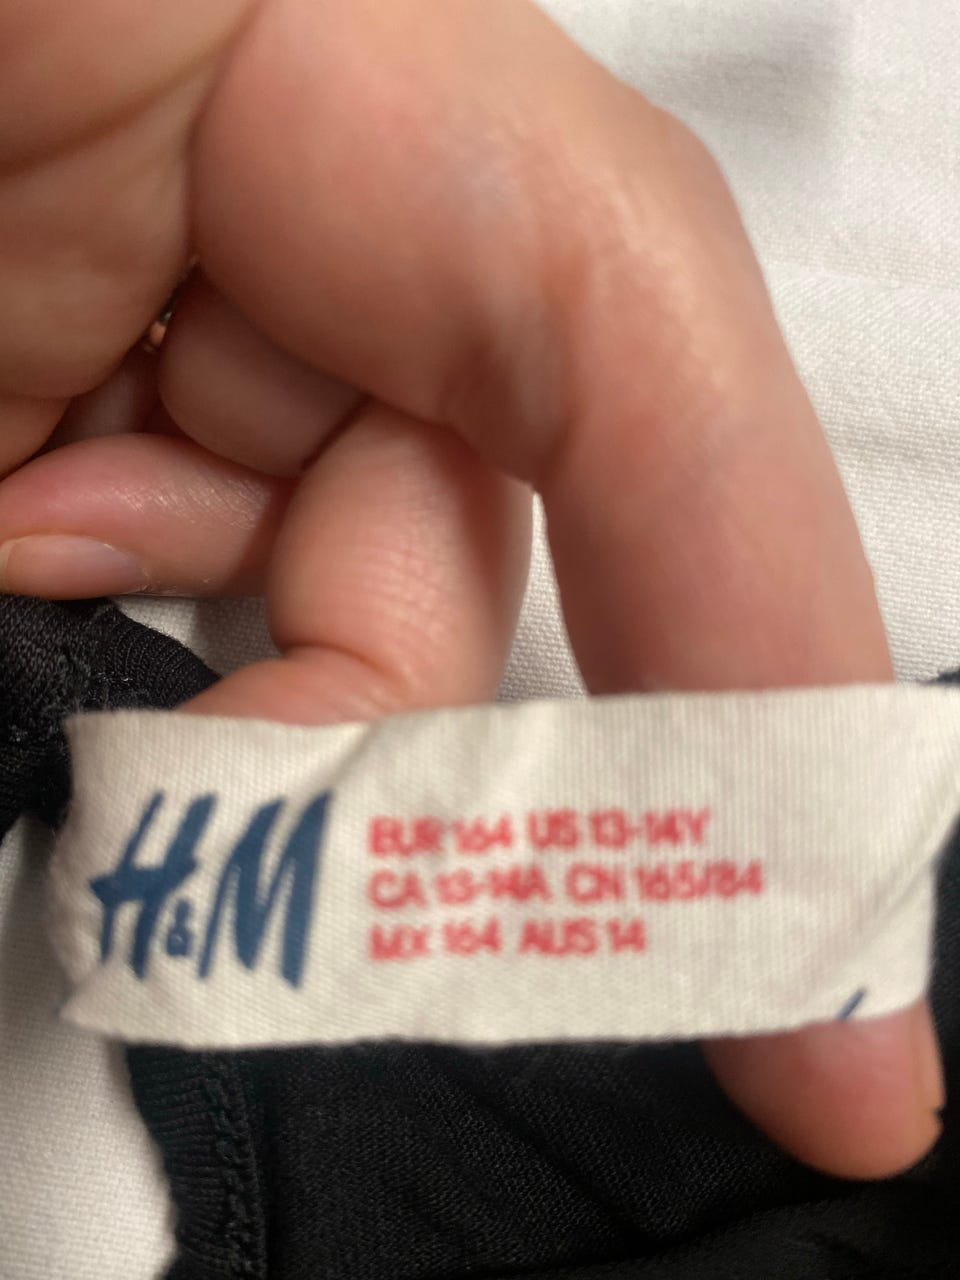 H&M
EUR 164 US 13-14Y
CA 13-14A CN 165/84
MX 164 AUS 14